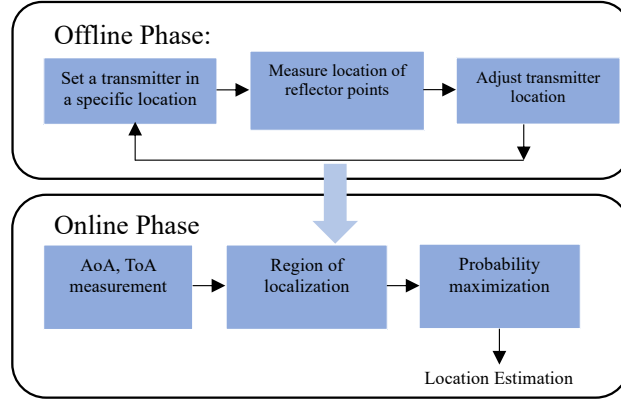 Offline Phase:
Set a transmitter in
a specific location
Measure location of
reflector points
Adjust transmitter
location
Online Phase
AoA, ToA
measurement
Region of
localization
Probability
maximization
Location Estimation